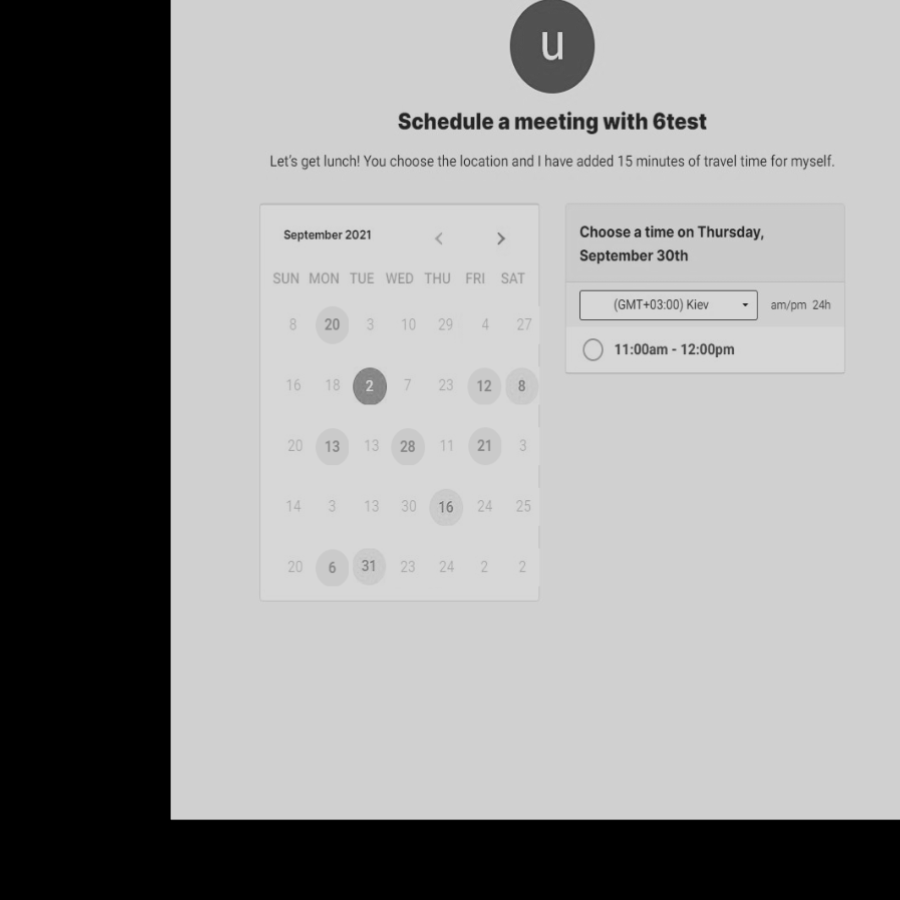 u
Schedule a meeting with 6test
Let's get lunch! You choose the location and I have added 15 minutes of travel time for myself.
September 2021
SUN MON TUE WED THU FRI SAT
8 20 3 10 29 4 27
16 18 2 7 23 12 8
20 13 13 28 11 21 3
14 3 13 30 16 24 25
20 6 31 23 24 2 2
Choose a time on Thursday,
September 30th
(GMT+03:00) Kiev am/pm 24h
11:00am - 12:00pm